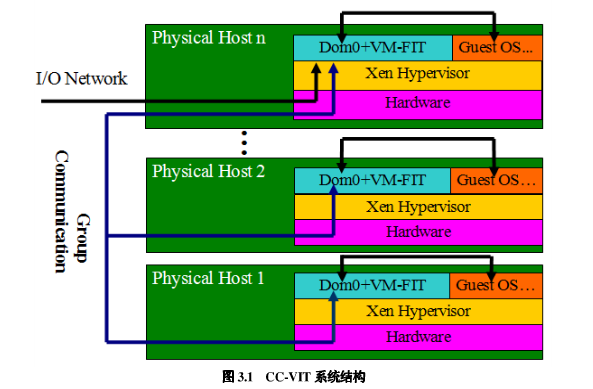 Physical Host n
Dom0+VM-FIT
Guest OS...
Xen Hypervisor
Hardware
I/O Network
...
Physical Host 2
Dom0+VM-FIT
Guest OS…
Xen Hypervisor
Hardware
Group
Communication
Physical Host 1
Dom0+VM-FIT
Guest OS…
Xen Hypervisor
Hardware
图 3.1 CC-VIT 系统结构